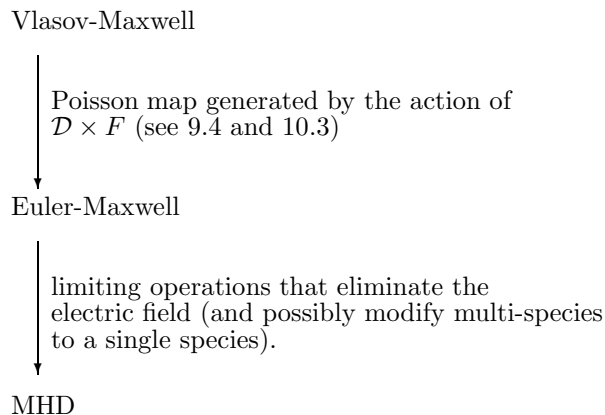 Vlasov-Maxwell
Poisson map generated by the action of
𝒟 × F (see 9.4 and 10.3)
Euler-Maxwell
limiting operations that eliminate the
electric field (and possibly modify multi-species
to a single species).
MHD